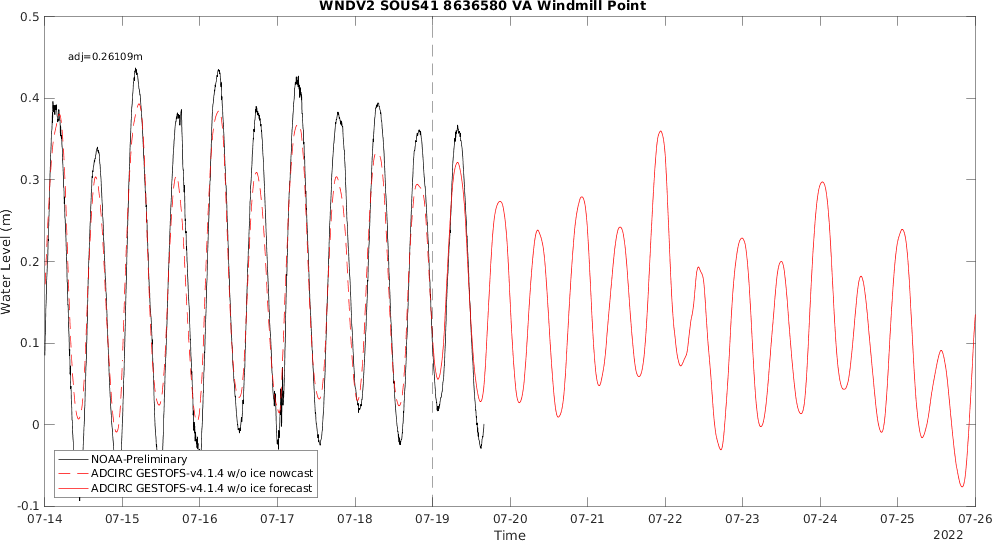 WNDV2 SOUS41 8636580 VA Windmill Point
adj=0.26109m
0.5
0.4
0.3
0.2
0.1
0
-0.1
Water Level (m)
NOAA-Preliminary
ADCIRC GESTOFS-v4.1.4 w/o ice nowcast
ADCIRC GESTOFS-v4.1.4 w/o ice forecast
07-14 07-15 07-16 07-17 07-18 07-19 07-20 07-21 07-22 07-23 07-24 07-25 07-26
Time
2022